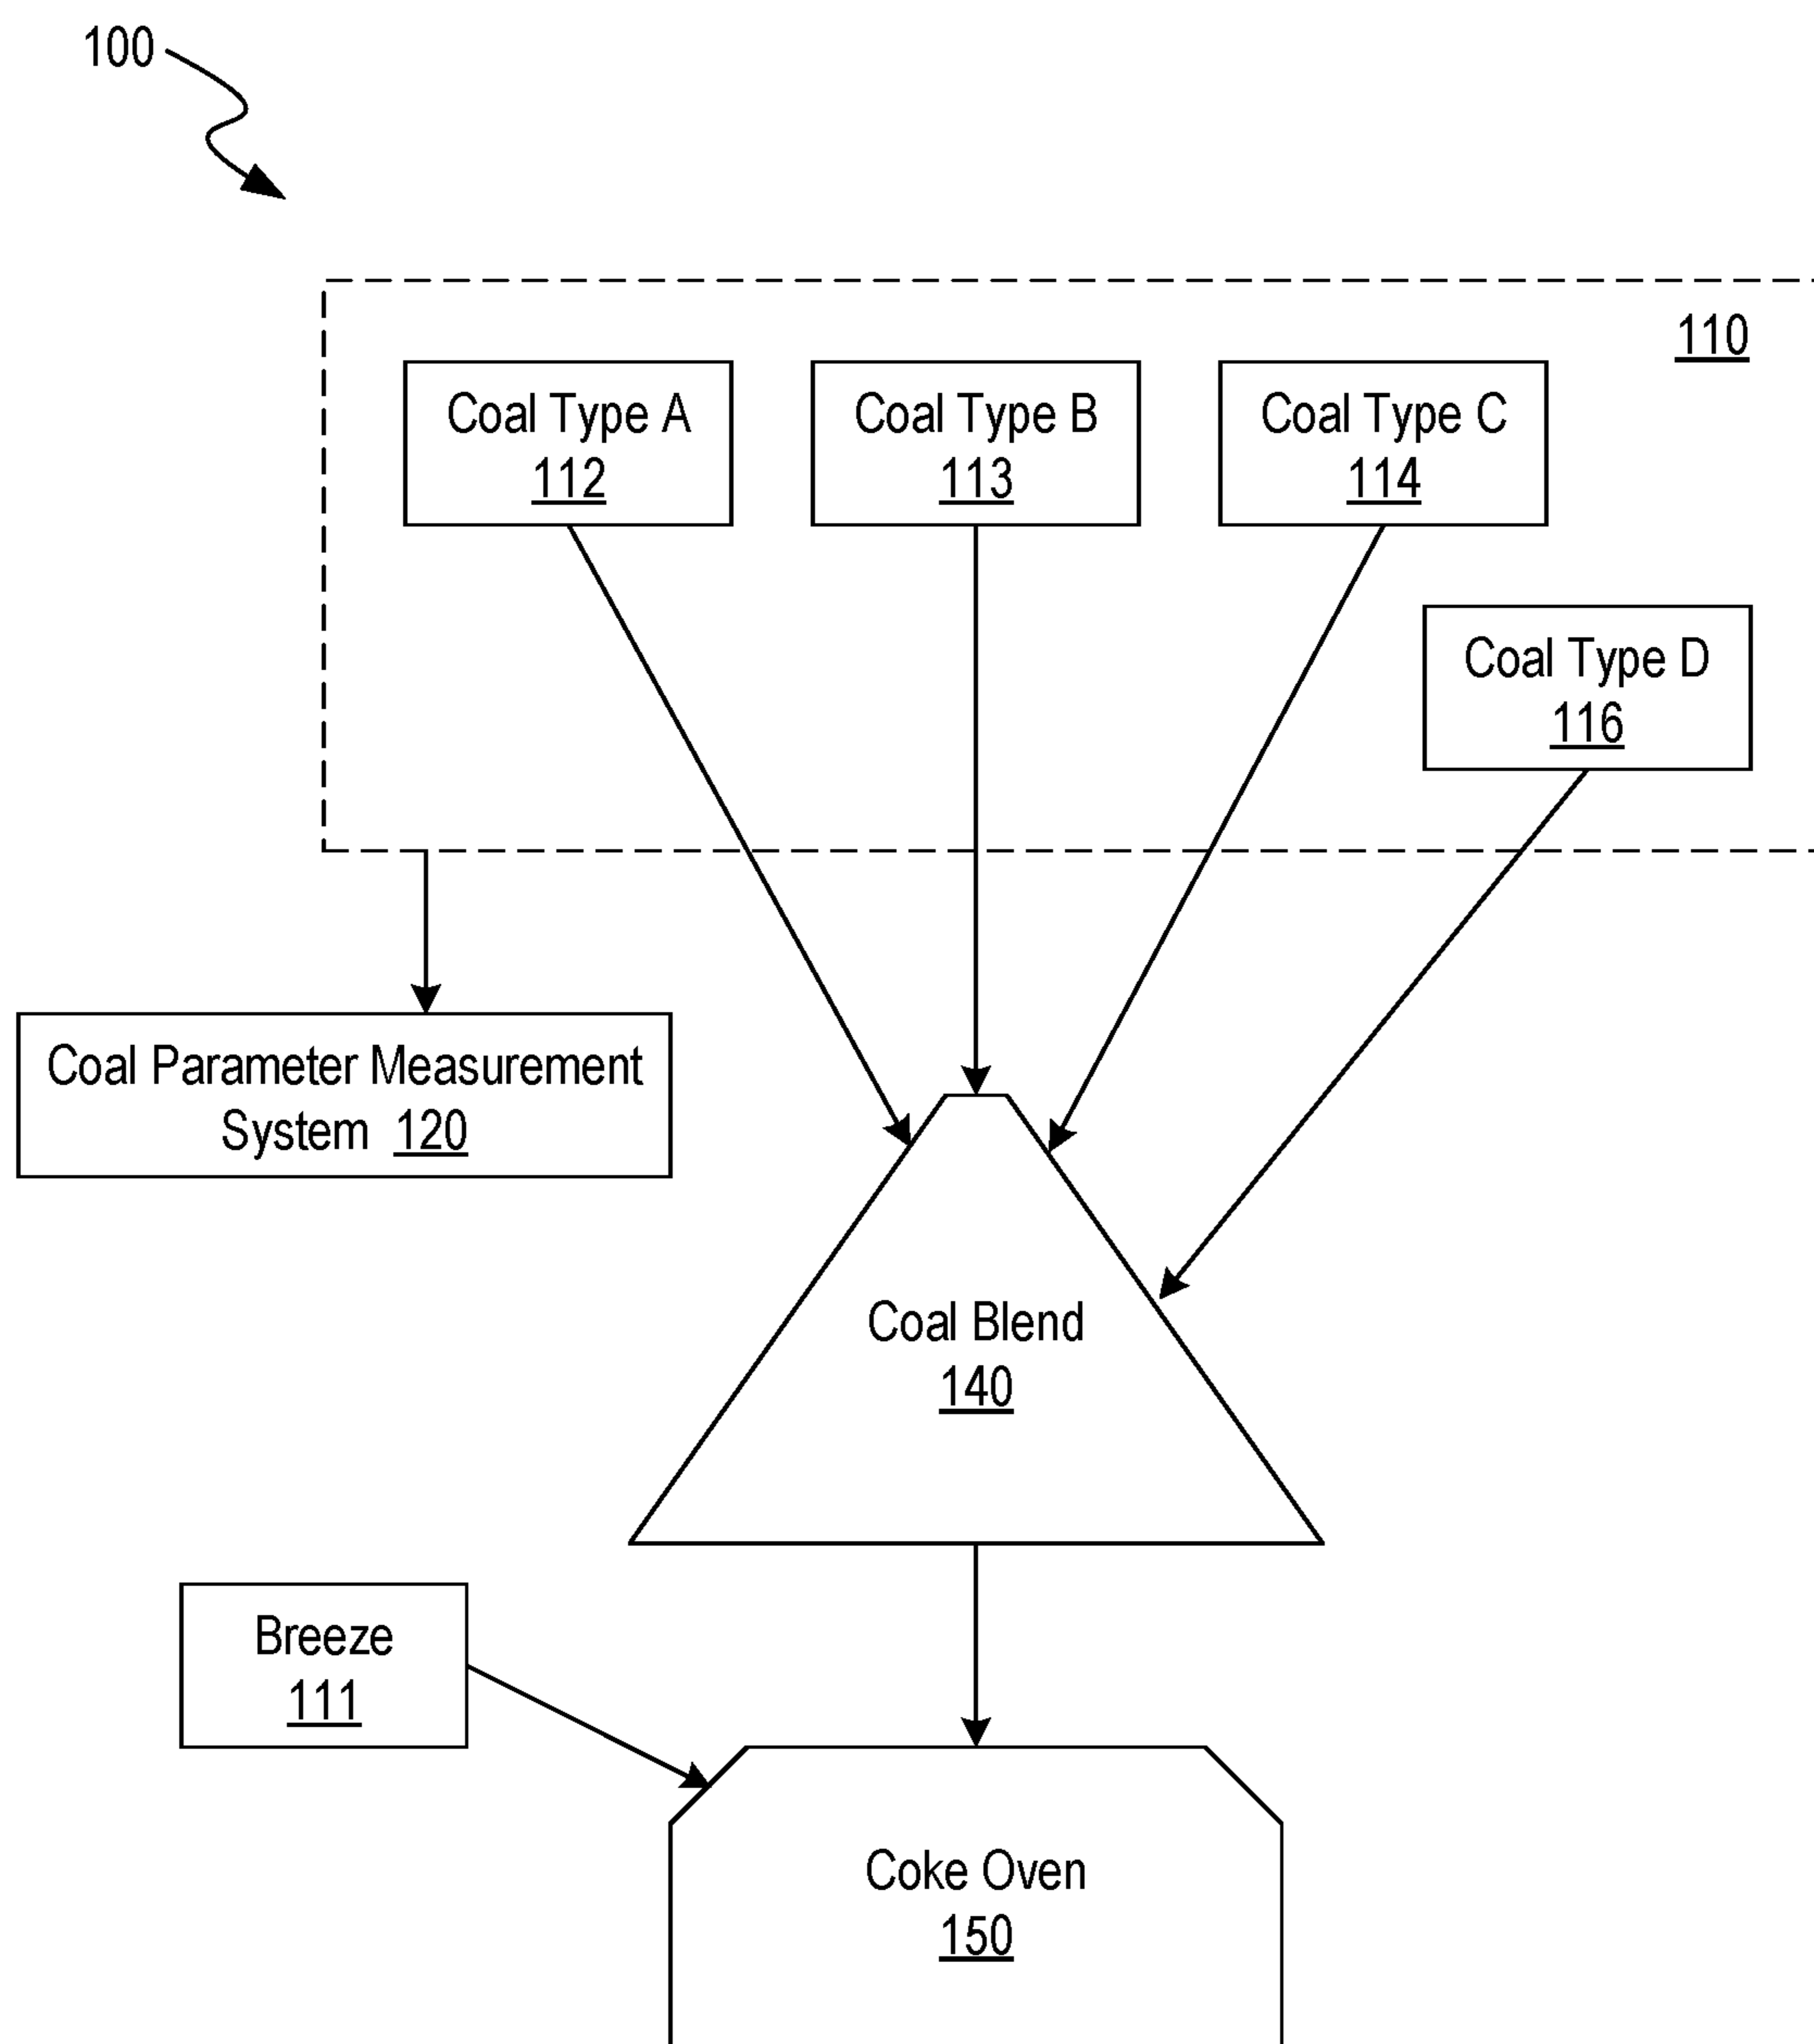 100
110
Coal Type A
112
Coal Type B
113
Coal Type C
114
Coal Type D
116
Coal Parameter Measurement
System 120
Coal Blend
140
Breeze
111
Coke Oven
150